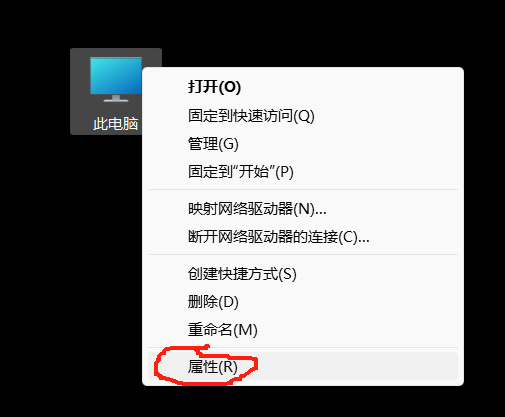 此电脑
打开(O)
固定到快速访问(Q)
管理(G)
固定到“开始”(P)
映射网络驱动器(N)...
断开网络驱动器的连接(C)...
创建快捷方式(S)
删除(D)
重命名(M)
属性(R)